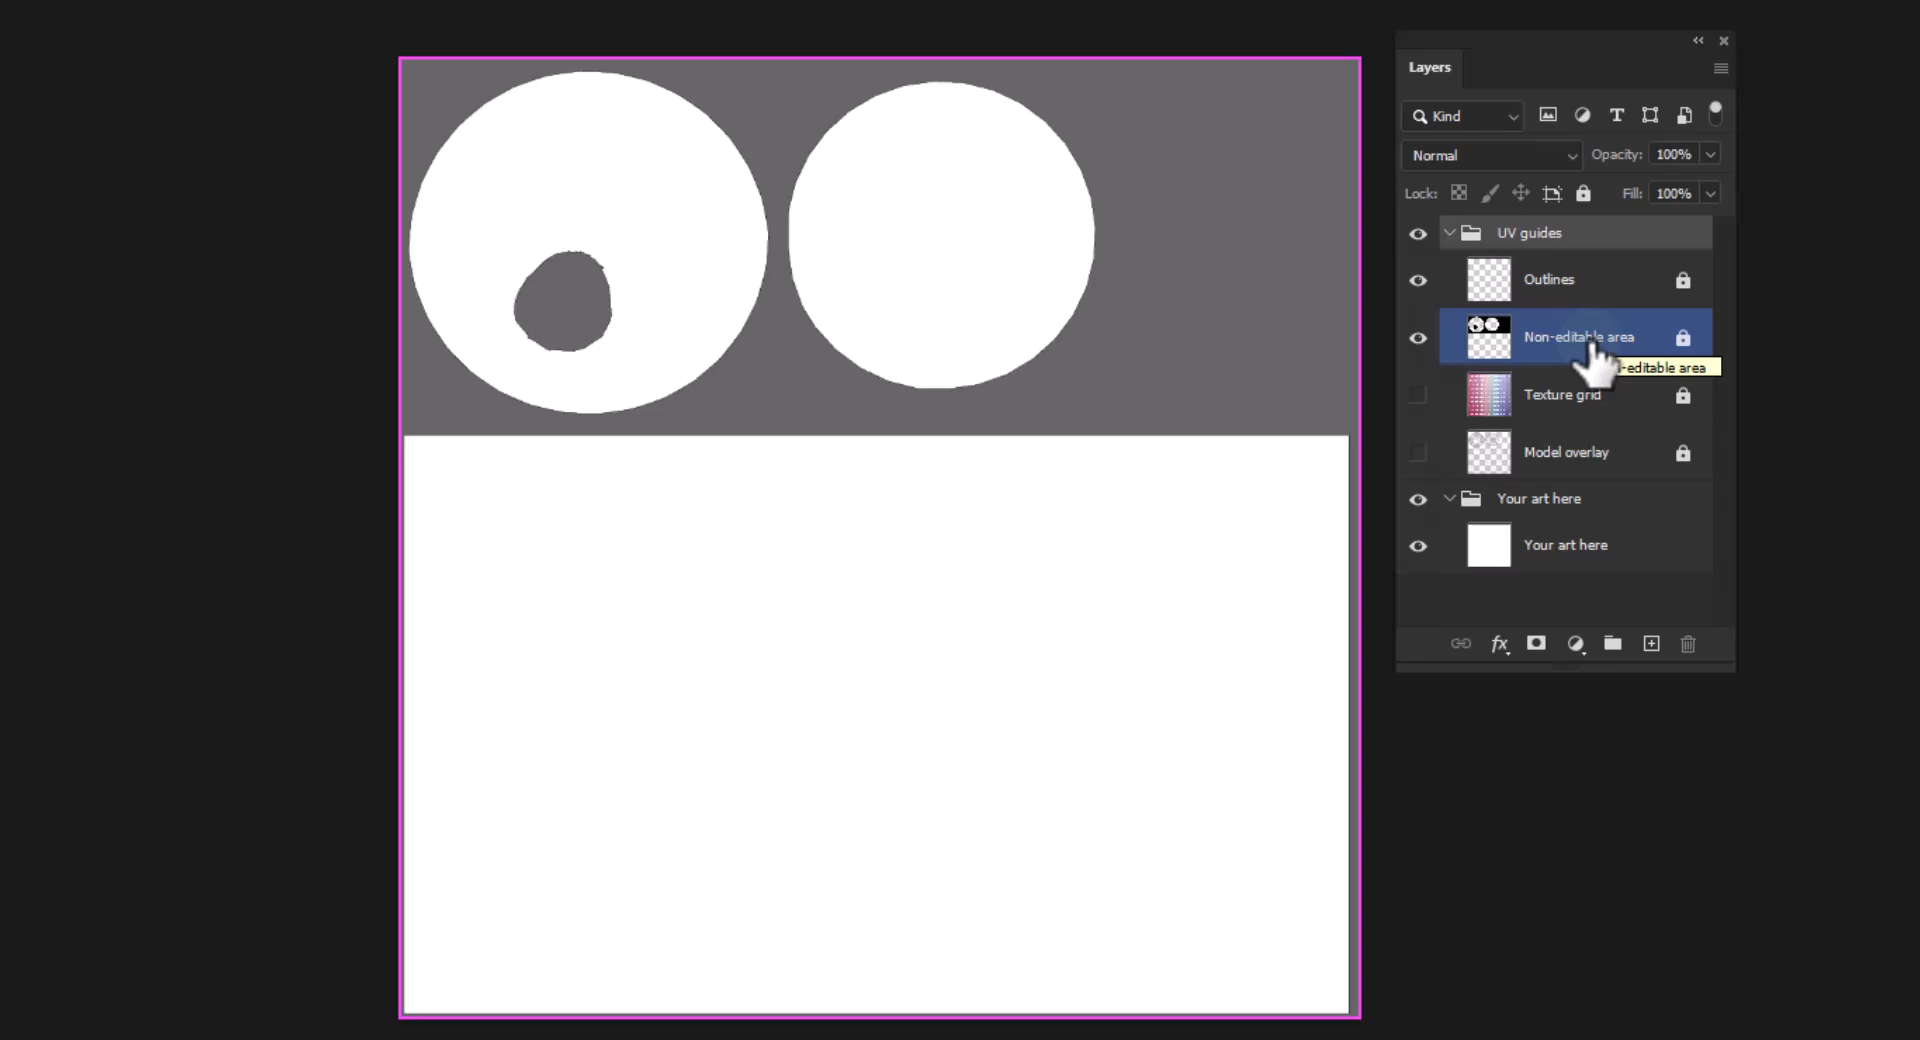 Layers
Kind
Normal Opacity: 100%
Lock: Fill: 100%
UV guides
Outlines
Non-editable area
-editable area
Texture grid
Model overlay
Your art here
Your art here
fx